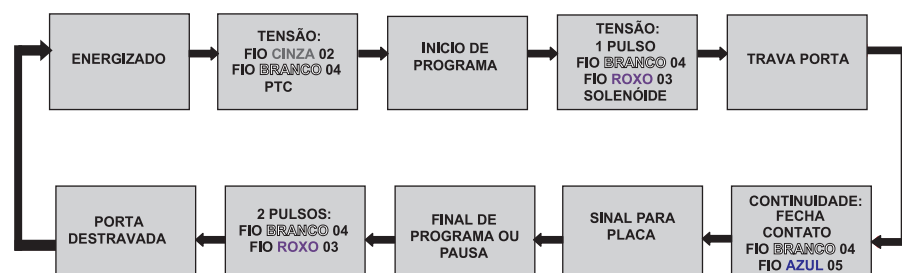 ENERGIZADO
TENSÃO:
FIO CINZA 02
FIO BRANCO 04
PTC
INICIO DE
PROGRAMA
TENSÃO:
1 PULSO
FIO BRANCO 04
FIO ROXO 03
SOLENÓIDE
TRAVA PORTA
CONTINUIDADE:
FECHA
CONTATO
FIO BRANCO 04
FIO AZUL 05
SINAL PARA
PLACA
FINAL DE
PROGRAMA OU
PAUSA
2 PULSOS:
FIO BRANCO 04
FIO ROXO 03
PORTA
DESTRAVADA